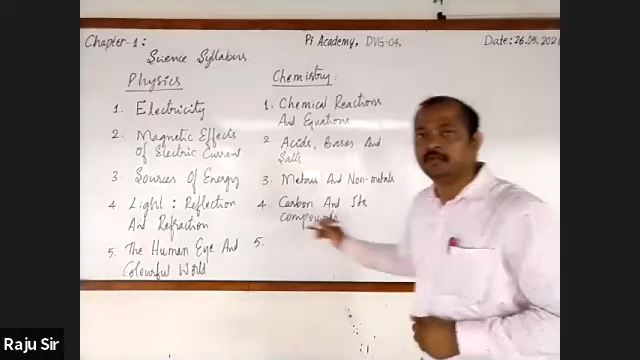 Chapter-1: Pi Academy, DVG-04. Date: 26.05.2021
Science Syllabus
Physics
1. Electricity
2. Magnetic Effects
Of Electric Current
3. Sources Of Energy
4. Light: Reflection
And Refraction
5. The Human Eye And
Colourful World
Chemistry:
1. Chemical Reactions
And Equations
2. Acids, Bases And
Salts
3. Metals And Non-metals
4. Carbon And Its
Compounds
5.
Raju Sir